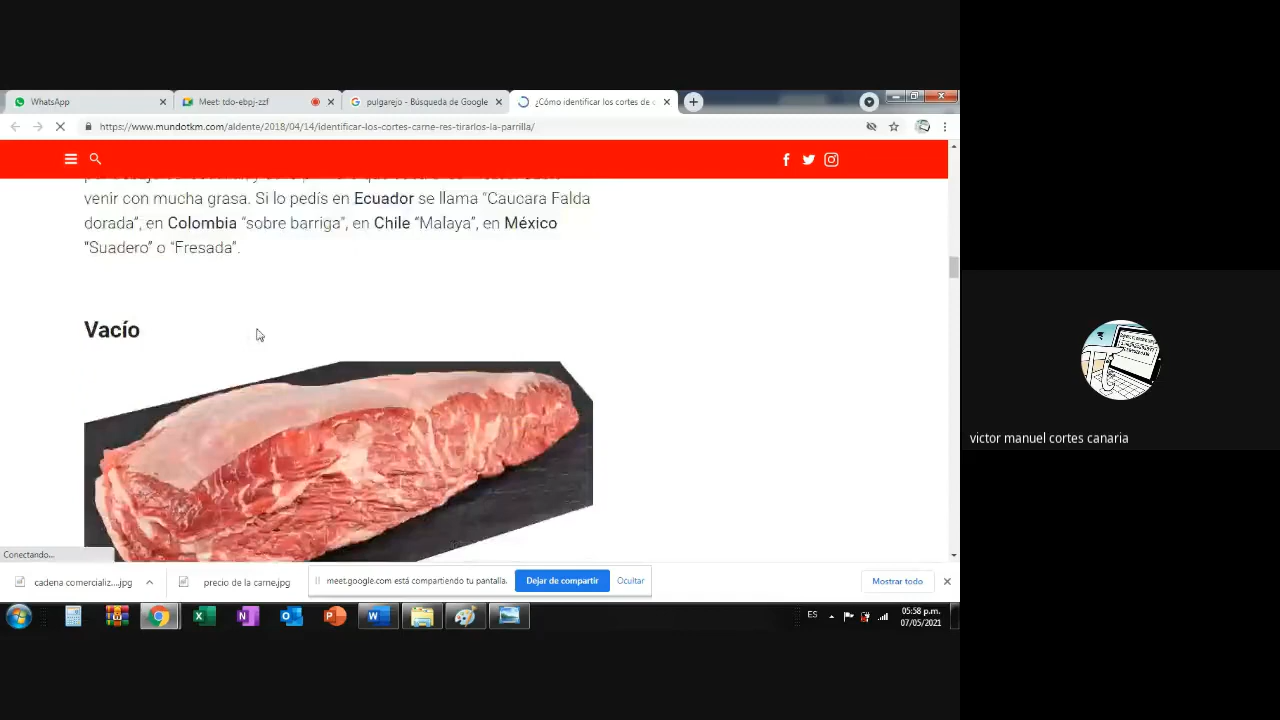 WhatsApp
Meet: tdo-ebpj-zzf
pulgarejo - Búsqueda de Google
¿Cómo identificar los cortes de c
https://www.mundotkm.com/aldente/2018/04/14/identificar-los-cortes-carne-res-tirarlos-la-parrilla/
venir con mucha grasa. Si lo pedís en Ecuador se llama “Caucara Falda
dorada”, en Colombia “sobre barriga”, en Chile “Malaya”, en México
“Suadero” o “Fresada”.
Vacío
victor manuel cortes canaria
Conectando...
cadena comercializ....jpg
precio de la carne.jpg
meet.google.com está compartiendo tu pantalla.
Dejar de compartir
Ocultar
Mostrar todo
ES
05:58 p.m.
07/05/2021